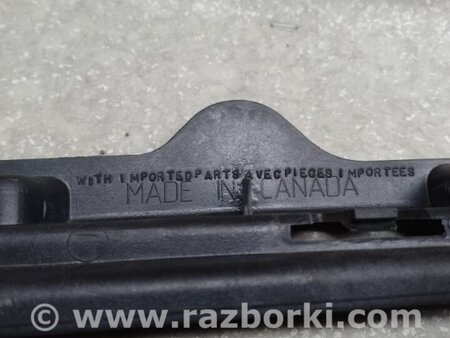 WITH IMPORTED PARTS AVEC PIECES IMPORTEES
MADE IN CANADA
© www.razborki.com